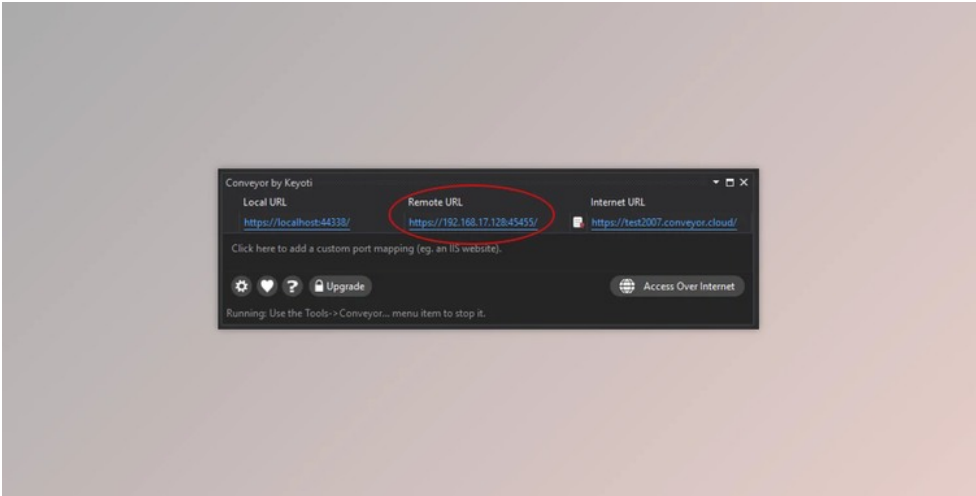 Conveyor by Keyoti
Local URL Remote URL Internet URL
https://localhost:44338/ https://192.168.17.128:45455/ https://test2007.conveyor.cloud/
Click here to add a custom port mapping (eg. an IIS website).
? Upgrade Access Over Internet
Running: Use the Tools->Conveyor... menu item to stop it.